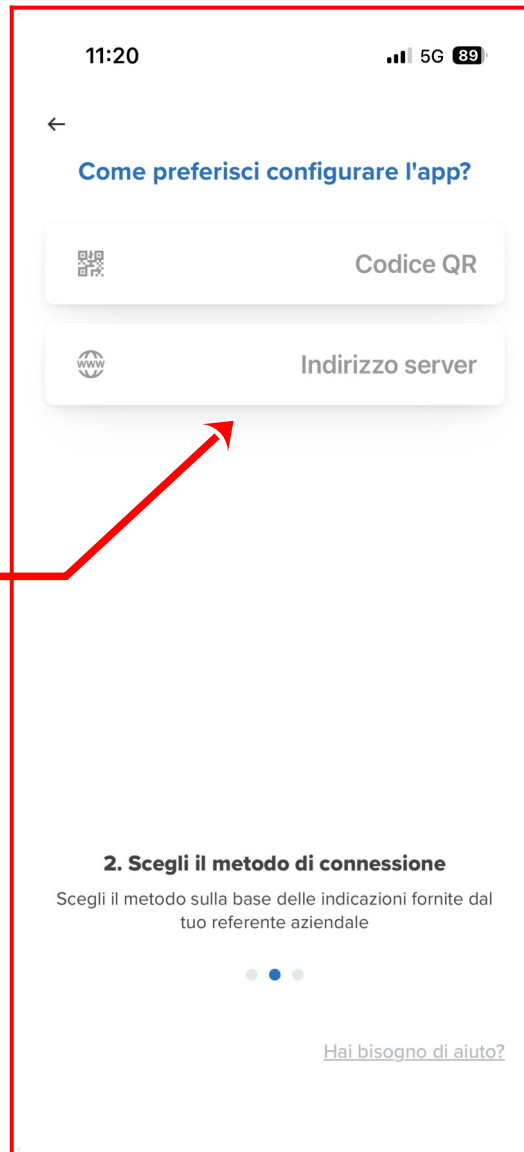 11:20
5G 89
Come preferisci configurare l'app?
Codice QR
www
Indirizzo server
2. Scegli il metodo di connessione
Scegli il metodo sulla base delle indicazioni fornite dal
tuo referente aziendale
Hai bisogno di aiuto?